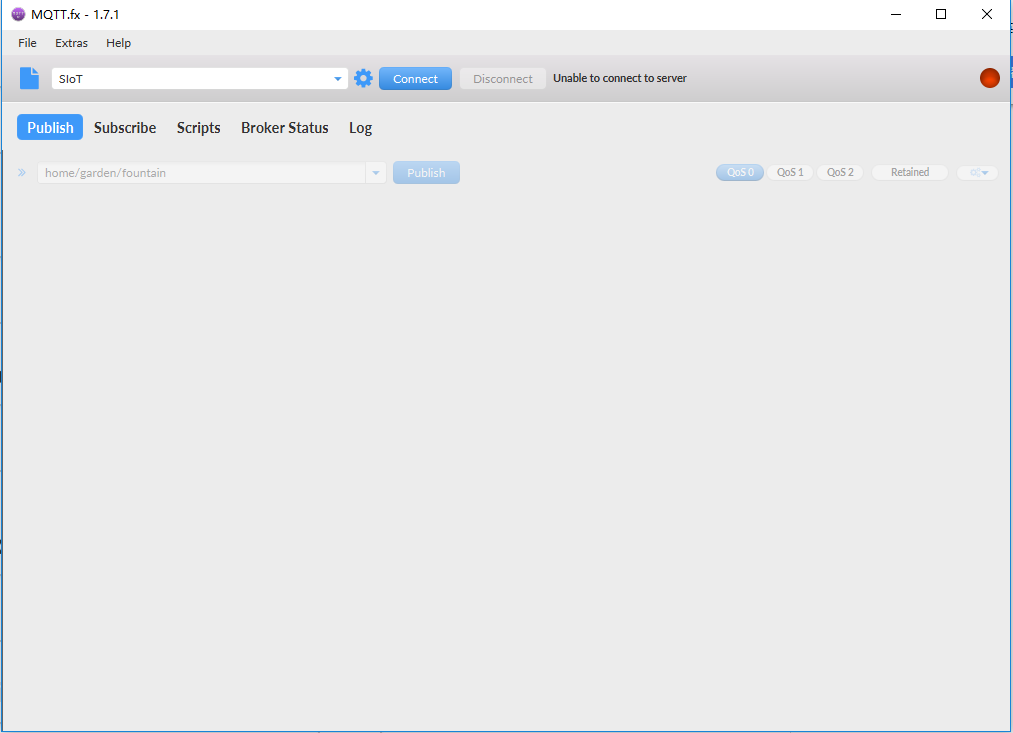 MQTT.fx - 1.7.1
File Extras Help
SIoT Connect Disconnect Unable to connect to server
Publish Subscribe Scripts Broker Status Log
home/garden/fountain Publish QoS 0 QoS 1 QoS 2 Retained